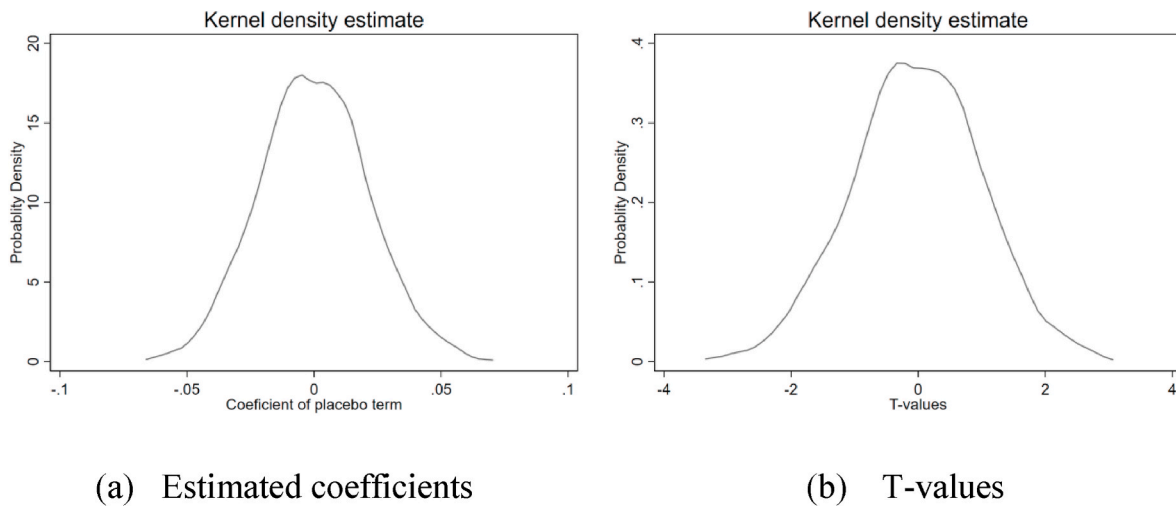 Kernel density estimate
20
15
10
5
0
Probablity Density
-.1
-.05
0
.05
.1
Coeficient of placebo term
(a) Estimated coefficients
Kernel density estimate
.4
.3
.2
.1
0
Probablity Density
-4
-2
0
2
4
T-values
(b) T-values